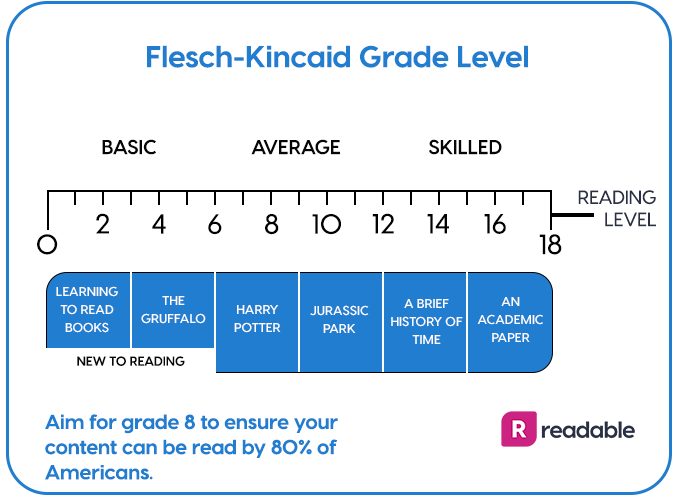 Flesch-Kincaid Grade Level
BASIC AVERAGE SKILLED
READING
LEVEL
0 2 4 6 8 10 12 14 16 18
LEARNING
TO READ
BOOKS
THE
GRUFFALO
HARRY
POTTER
JURASSIC
PARK
A BRIEF
HISTORY OF
TIME
AN
ACADEMIC
PAPER
NEW TO READING
Aim for grade 8 to ensure your
content can be read by 80% of
Americans.
R readable